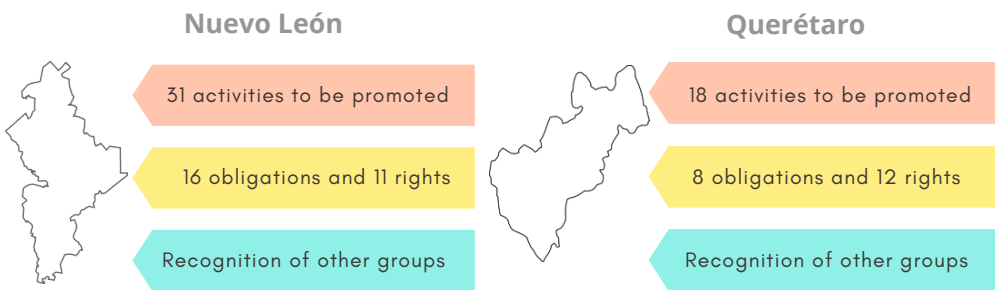 Nuevo León
31 activities to be promoted
16 obligations and 11 rights
Recognition of other groups
Querétaro
18 activities to be promoted
8 obligations and 12 rights
Recognition of other groups